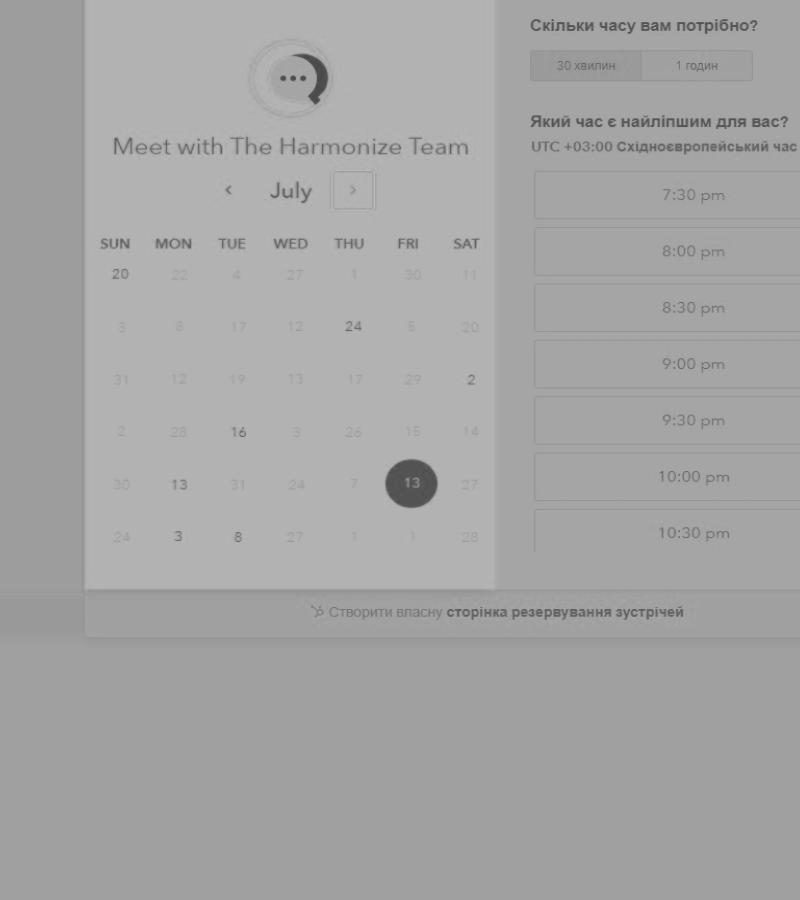 Meet with The Harmonize Team
‹ July ›
SUN MON TUE WED THU FRI SAT
20 22 4 27 1 30 11
3 8 17 12 24 5 20
31 12 19 13 17 29 2
2 28 16 3 26 15 14
30 13 31 24 7 13 27
24 3 8 27 1 1 28
Скільки часу вам потрібно?
30 хвилин 1 годин
Який час є найліпшим для вас?
UTC +03:00 Східноєвропейський час
7:30 pm
8:00 pm
8:30 pm
9:00 pm
9:30 pm
10:00 pm
10:30 pm
Створити власну сторінка резервування зустрічей